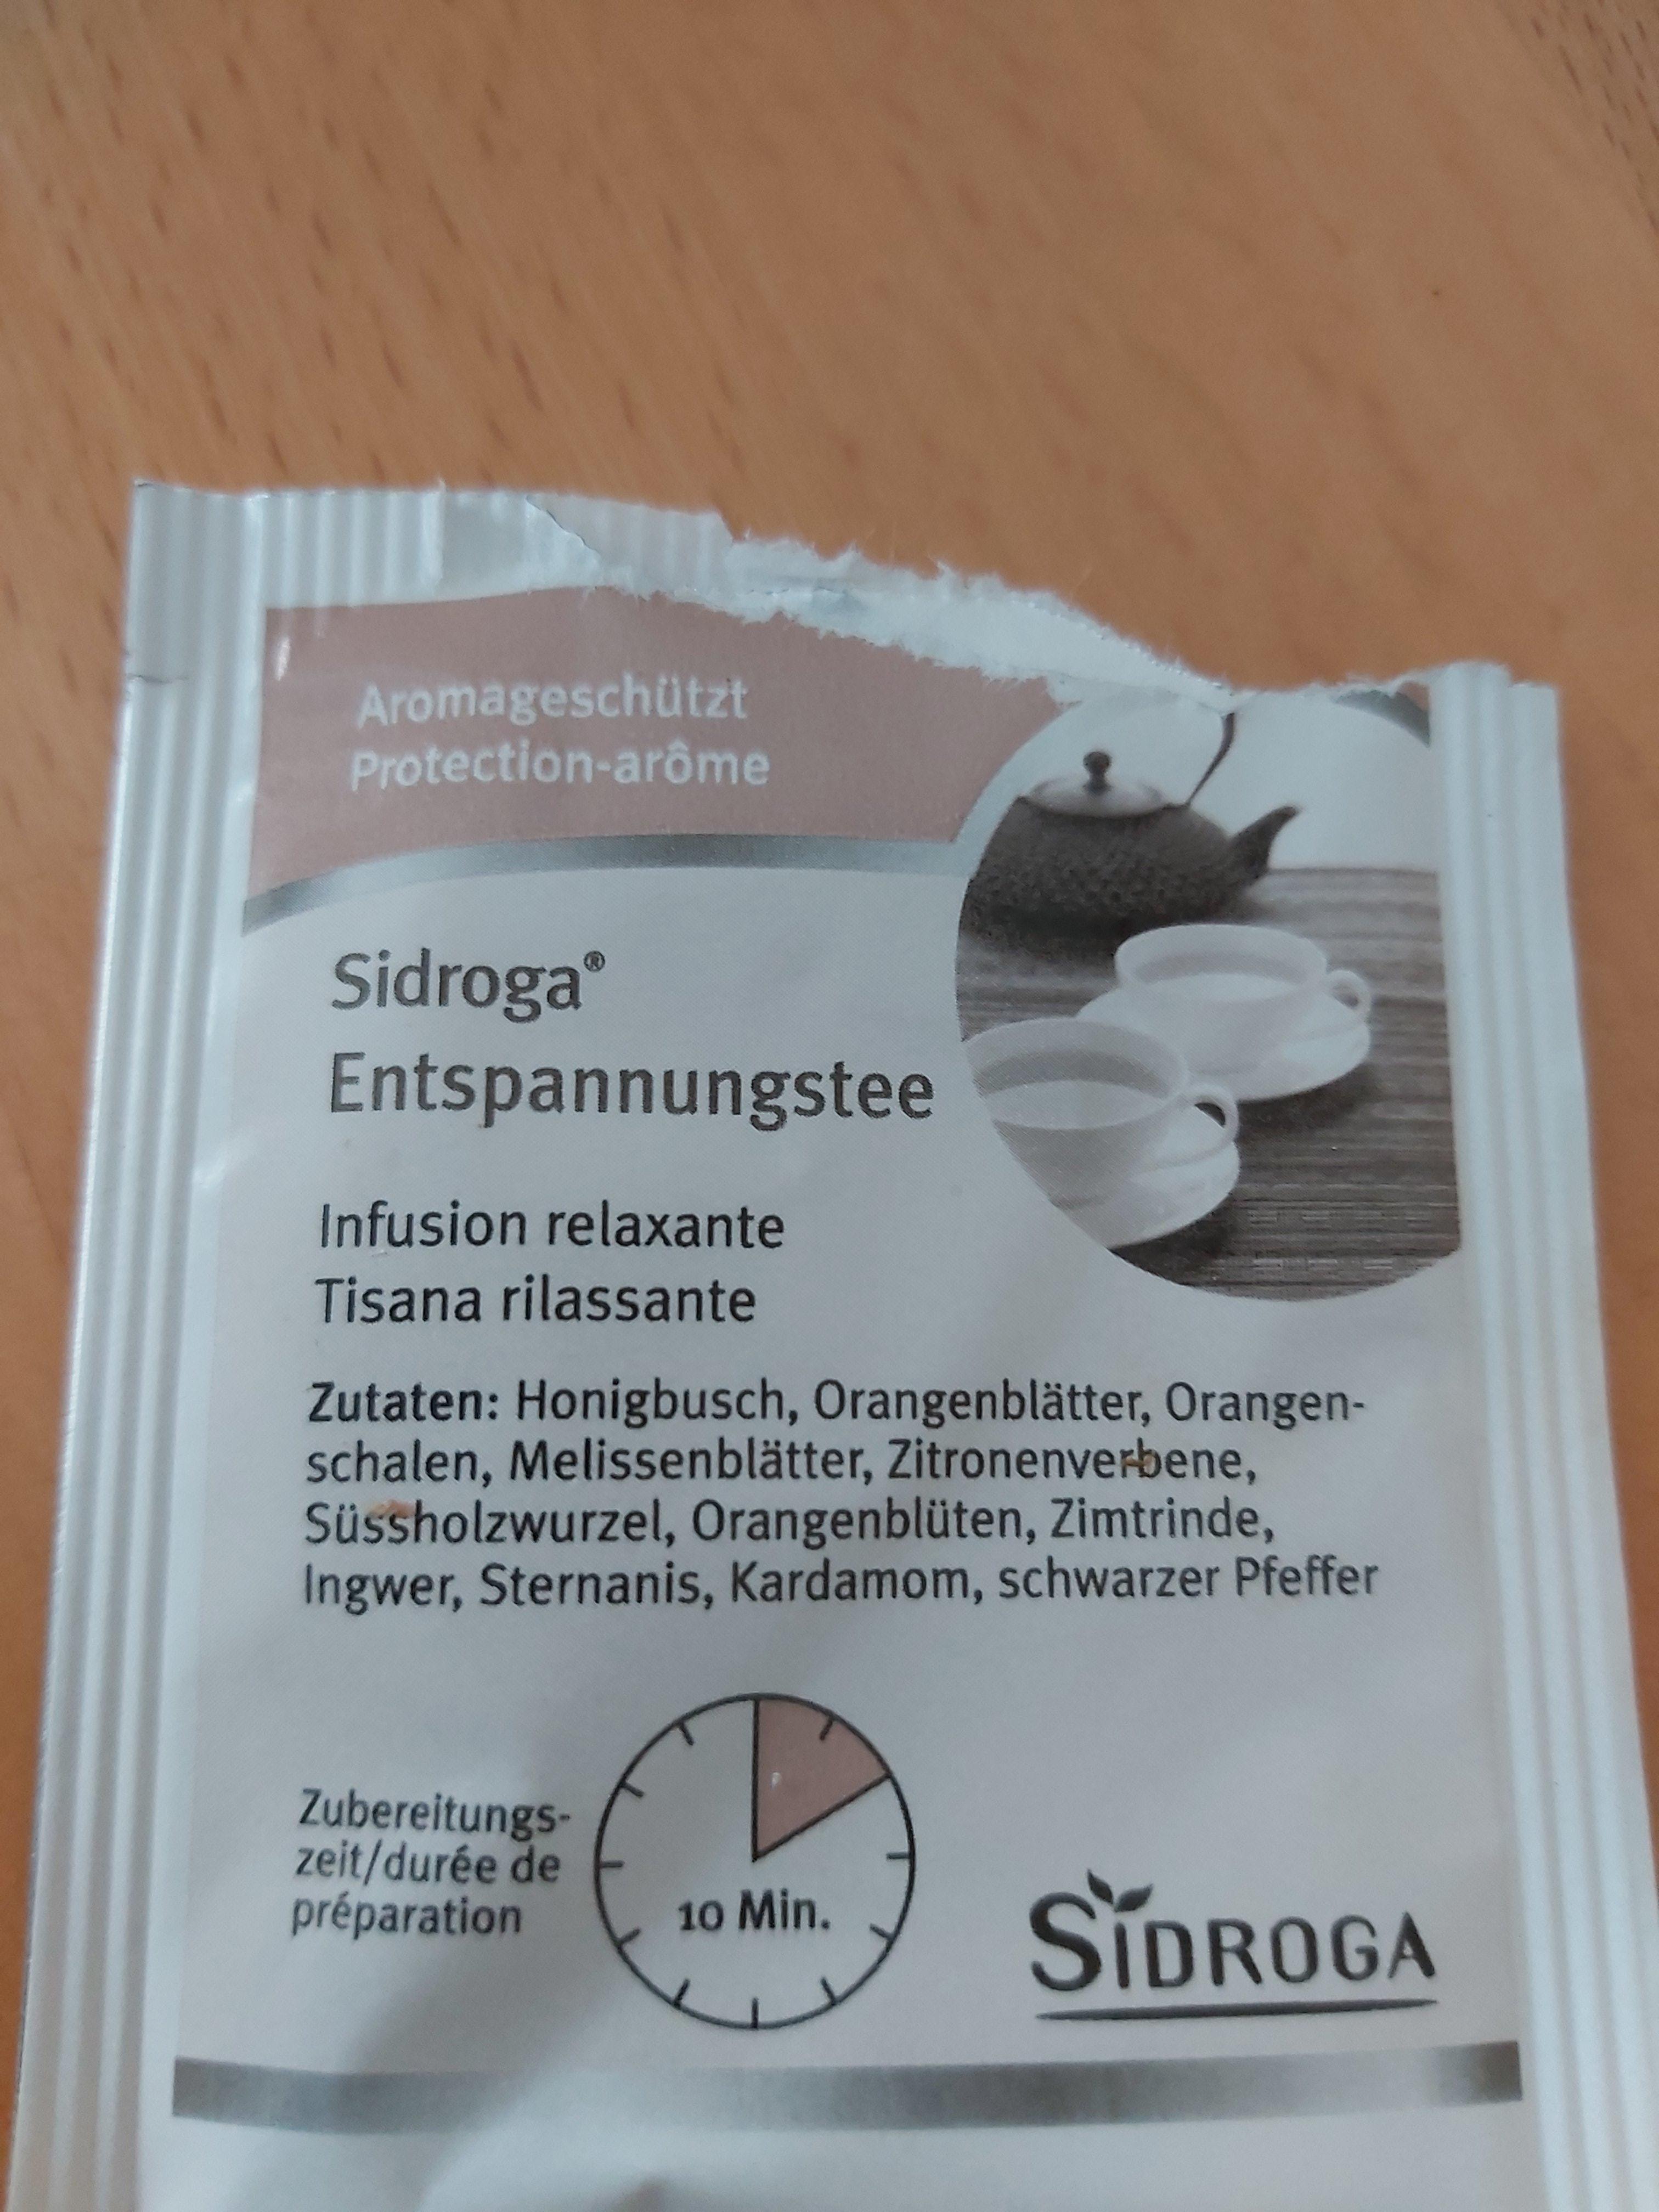 Aromageschützt
Protection-arôme
Sidroga®
Entspannungstee
Infusion relaxante
Tisana rilassante
Zutaten: Honigbusch, Orangenblätter, Orangen-
schalen, Melissenblätter, Zitronenverbene,
Süssholzwurzel, Orangenblüten, Zimtrinde,
Ingwer, Sternanis, Kardamom, schwarzer Pfeffer
Zubereitungs-
zeit/durée de
préparation
10 Min.
SIDROGA